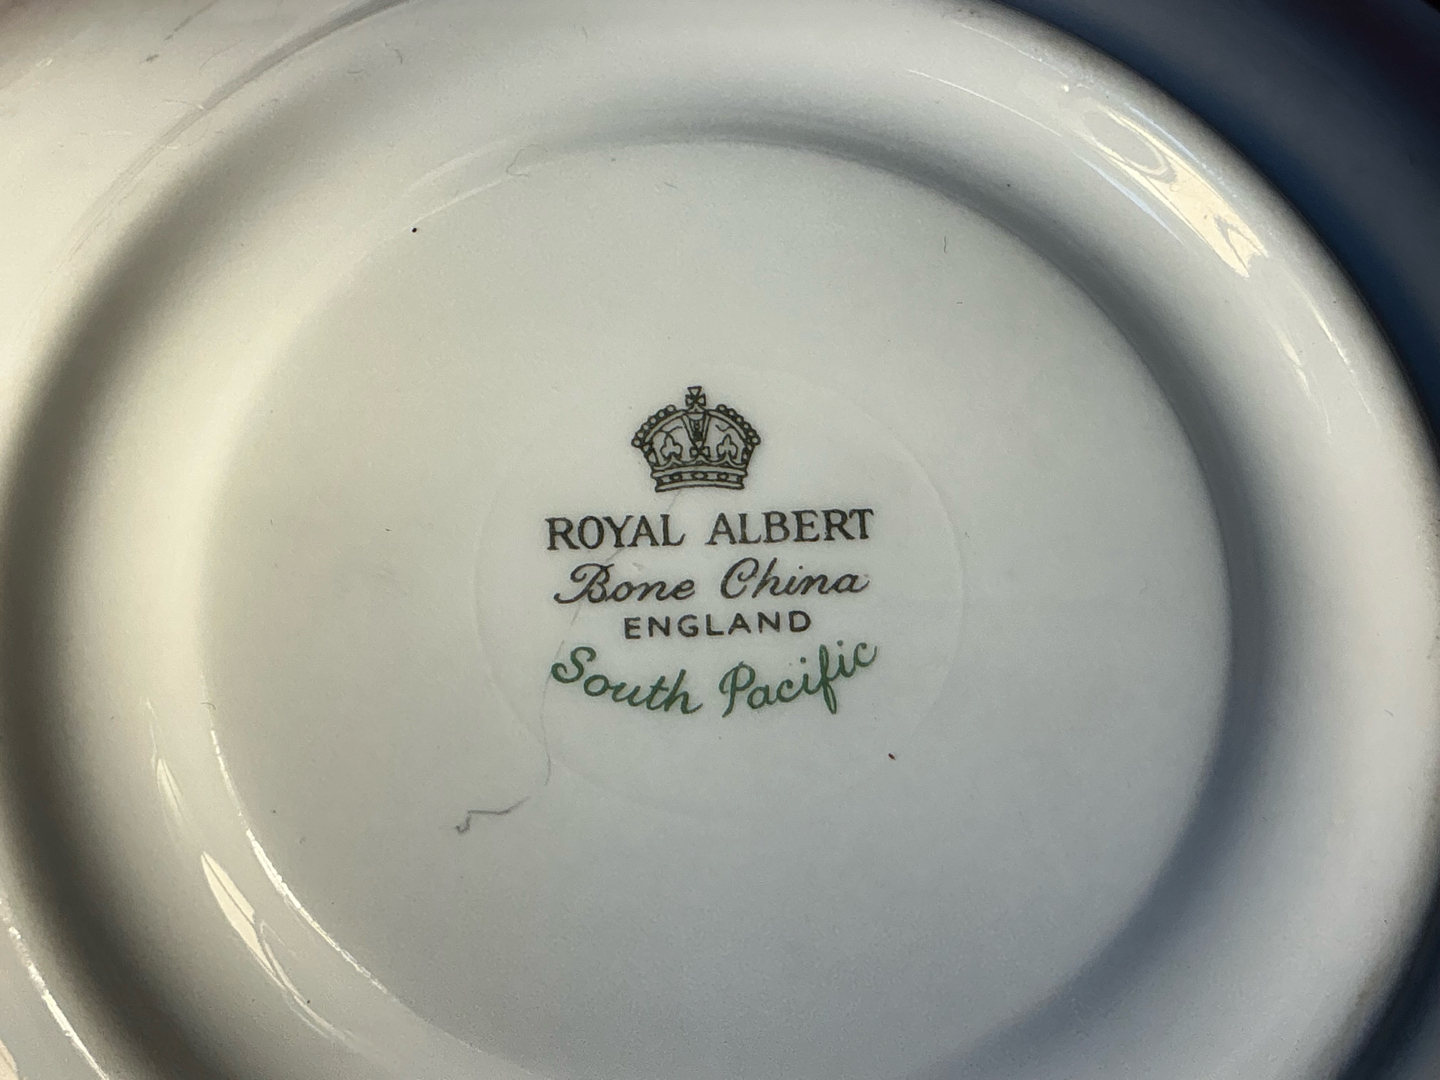 ROYAL ALBERT
Bone China
ENGLAND
South Pacific